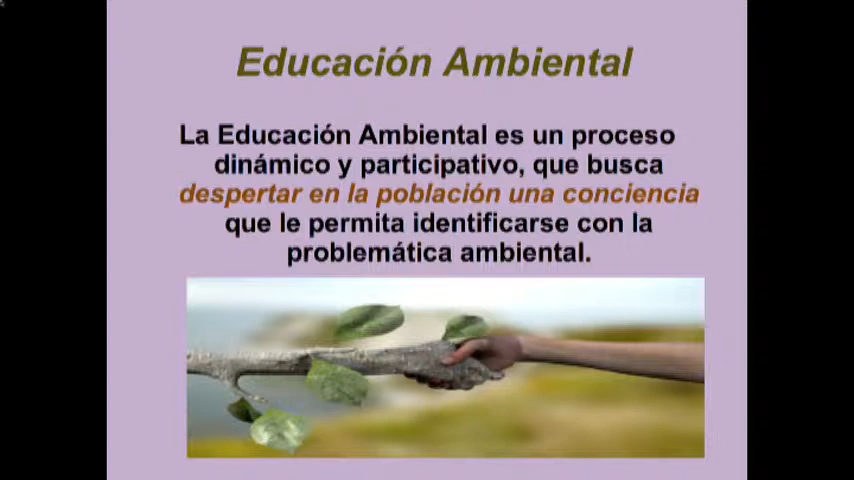 Educación Ambiental
La Educación Ambiental es un proceso
dinámico y participativo, que busca
despertar en la población una conciencia
que le permita identificarse con la
problemática ambiental.